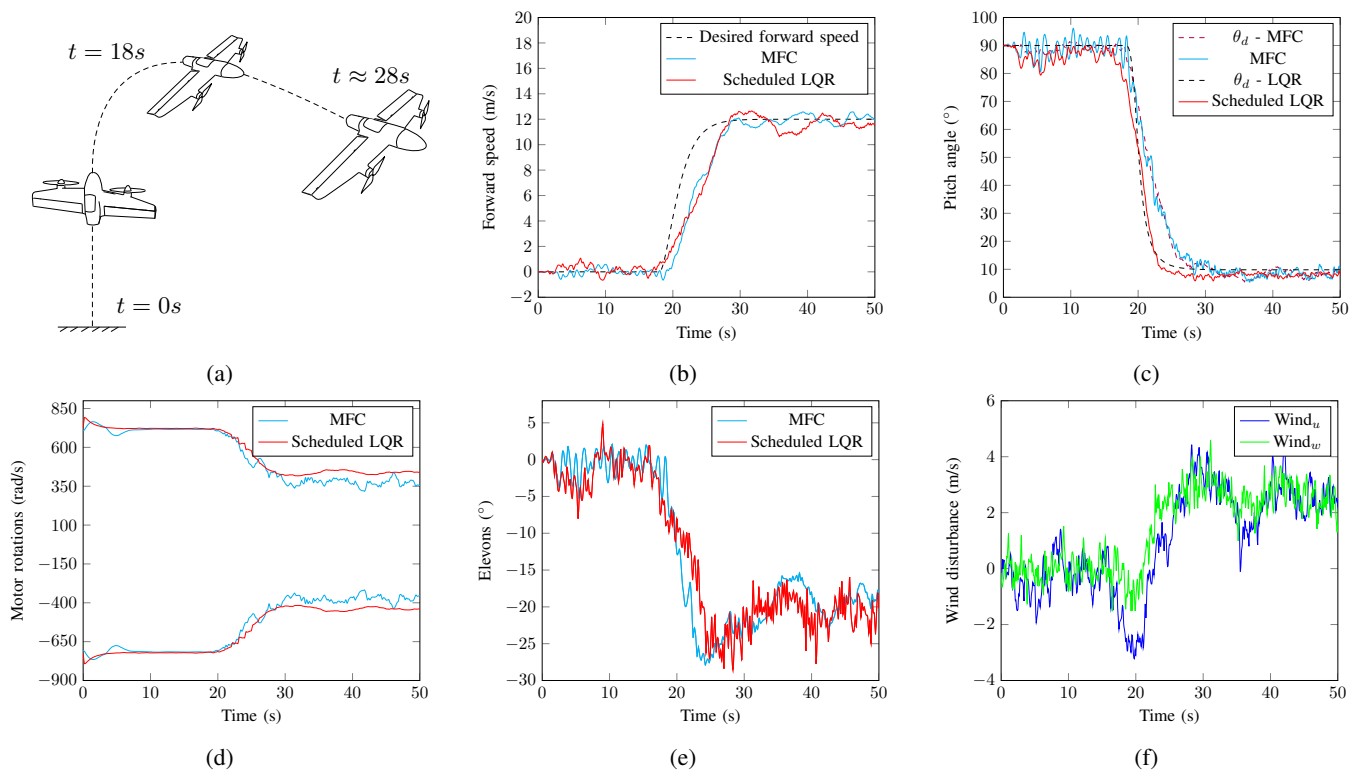 t = 18s
t ≈ 28s
t = 0s
(a)
20
18
16
14
12
10
8
6
4
2
0
−2
Forward speed (m/s)
Desired forward speed
MFC
Scheduled LQR
0 10 20 30 40 50
Time (s)
(b)
100
90
80
70
60
50
40
30
20
10
0
Pitch angle (°)
θd - MFC
MFC
θd - LQR
Scheduled LQR
0 10 20 30 40 50
Time (s)
(c)
850
600
350
100
−150
−400
−650
−900
Motor rotations (rad/s)
MFC
Scheduled LQR
0 10 20 30 40 50
Time (s)
(d)
5
0
−5
−10
−15
−20
−25
−30
Elevons (°)
MFC
Scheduled LQR
0 10 20 30 40 50
Time (s)
(e)
6
4
2
0
−2
−4
Wind disturbance (m/s)
Windu
Windw
0 10 20 30 40 50
Time (s)
(f)